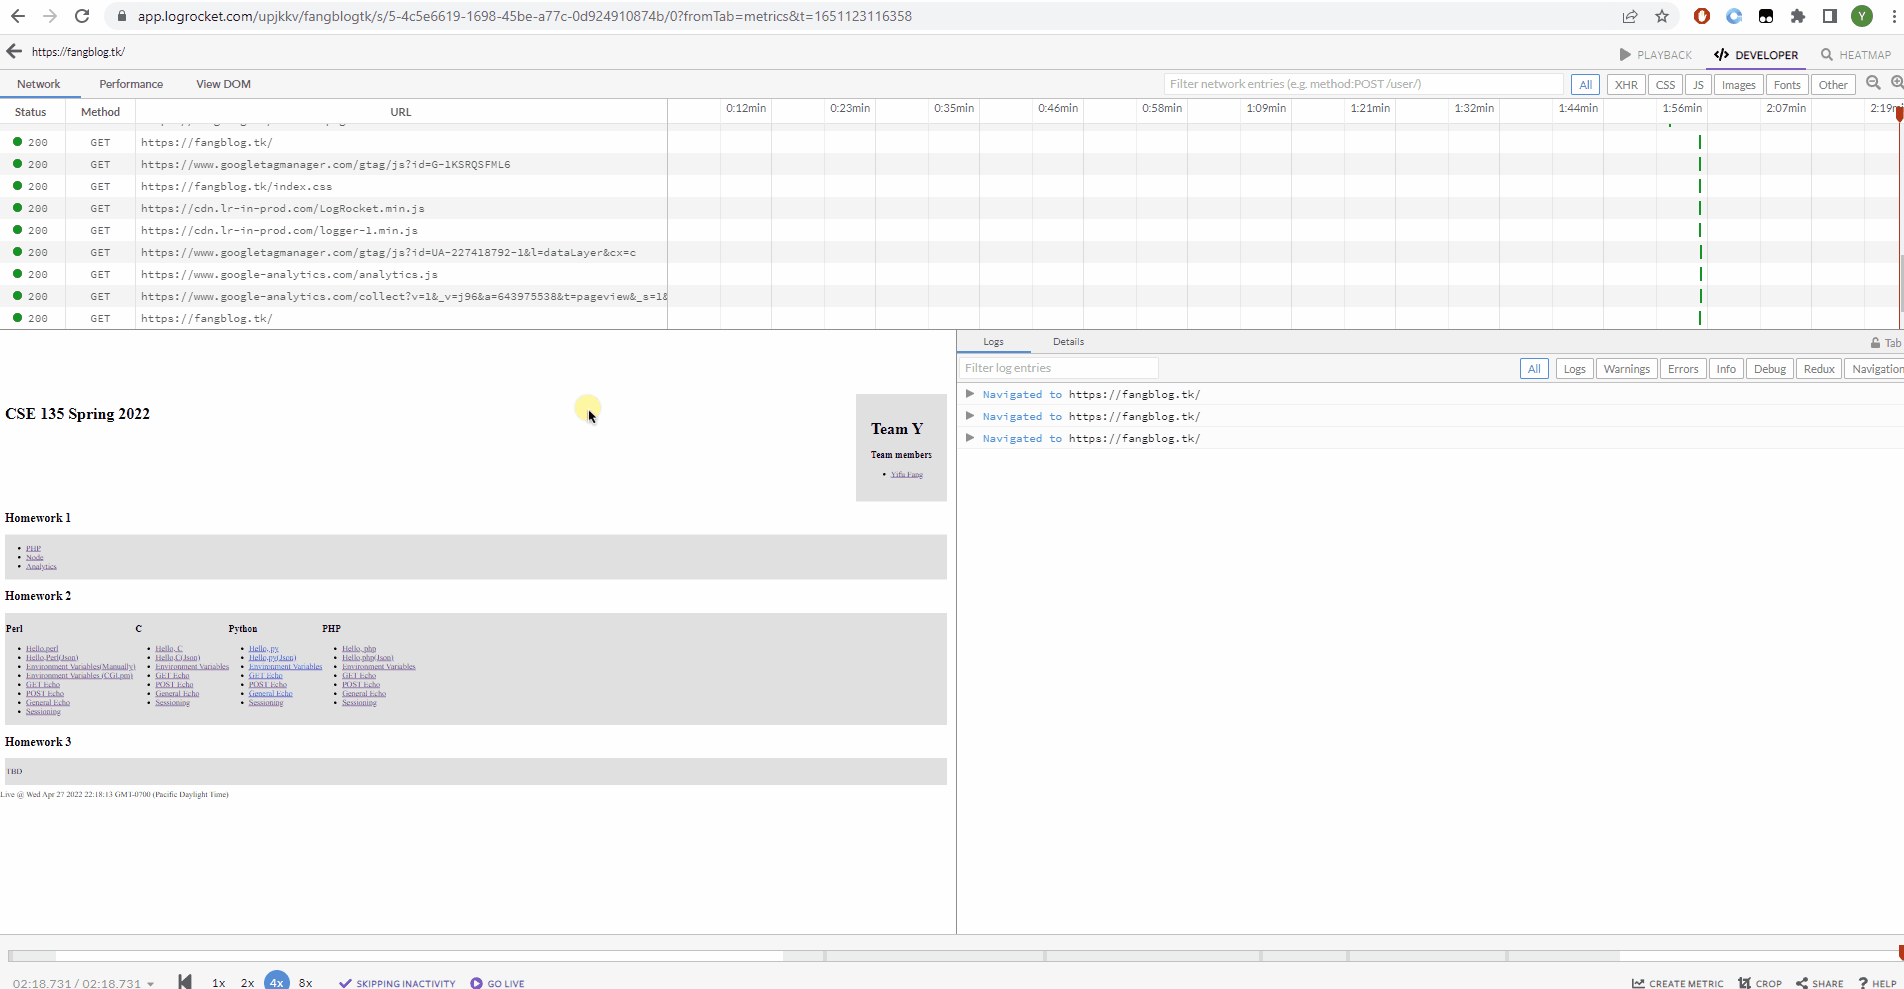 app.logrocket.com/upjkkv/fangblogtk/s/5-4c5e6619-1698-45be-a77c-0d924910874b/0?fromTab=metrics&t=1651123116358
Y
https://fangblog.tk/
PLAYBACK
DEVELOPER
HEATMAP
Network Performance View DOM
Filter network entries (e.g. method:POST /user/)
All XHR CSS JS Images Fonts Other
Status Method URL
0:12min 0:23min 0:35min 0:46min 0:58min 1:09min 1:21min 1:32min 1:44min 1:56min 2:07min 2:19min
200 GET https://fangblog.tk/
200 GET https://www.googletagmanager.com/gtag/js?id=G-1KSRQSFML6
200 GET https://fangblog.tk/index.css
200 GET https://cdn.lr-in-prod.com/LogRocket.min.js
200 GET https://cdn.lr-in-prod.com/logger-1.min.js
200 GET https://www.googletagmanager.com/gtag/js?id=UA-227418792-1&l=dataLayer&cx=c
200 GET https://www.google-analytics.com/analytics.js
200 GET https://www.google-analytics.com/collect?v=1&_v=j96&a=643975538&t=pageview&_s=1&
200 GET https://fangblog.tk/
CSE 135 Spring 2022
Team Y
Team members
Yifu Fang
Homework 1
PHP
Node
Analytics
Homework 2
Perl
Hello,perl
Hello,Perl(Json)
Environment Variables(Manually)
Environment Variables (CGI.pm)
GET Echo
POST Echo
General Echo
Sessioning
C
Hello, C
Hello,C(Json)
Environment Variables
GET Echo
POST Echo
General Echo
Sessioning
Python
Hello, py
Hello,py(Json)
Environment Variables
GET Echo
POST Echo
General Echo
Sessioning
PHP
Hello, php
Hello,php(Json)
Environment Variables
GET Echo
POST Echo
General Echo
Sessioning
Homework 3
TBD
Live @ Wed Apr 27 2022 22:18:13 GMT-0700 (Pacific Daylight Time)
Logs Details Tab
Filter log entries
All Logs Warnings Errors Info Debug Redux Navigation
Navigated to https://fangblog.tk/
Navigated to https://fangblog.tk/
Navigated to https://fangblog.tk/
02:18.731 / 02:18.731
1x 2x 4x 8x
SKIPPING INACTIVITY
GO LIVE
CREATE METRIC
CROP
SHARE
HELP